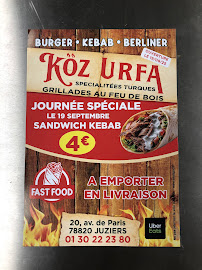 BURGER • KEBAB • BERLINER
KÖZ URFA
SPECIALITÉES TURQUES
GRILLADES AU FEU DE BOIS
JOURNÉE SPÉCIALE
LE 19 SEPTEMBRE
SANDWICH KEBAB
4€
FAST FOOD
A EMPORTER
EN LIVRAISON
20, av. de Paris
78820 JUZIERS
01 30 22 23 80
Uber
Eats